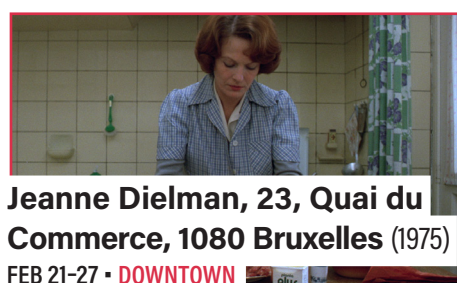 Jeanne Dielman, 23, Quai du
Commerce, 1080 Bruxelles (1975)
FEB 21–27 ▪ DOWNTOWN